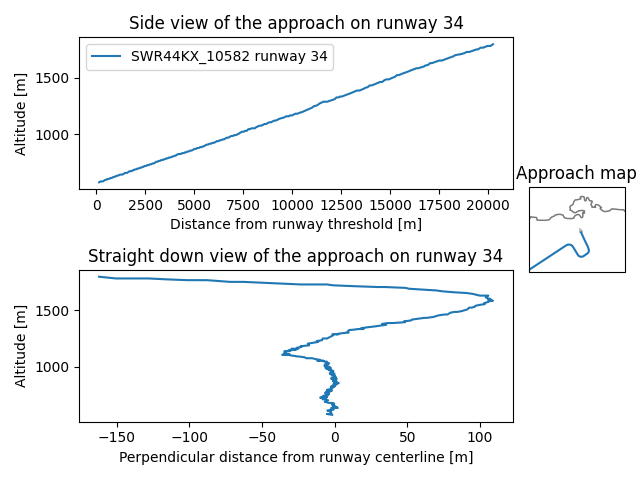 Side view of the approach on runway 34
SWR44KX_10582 runway 34
1500
1000
Altitude [m]
0 2500 5000 7500 10000 12500 15000 17500 20000
Distance from runway threshold [m]
Approach map
Straight down view of the approach on runway 34
1500
1000
Altitude [m]
−150 −100 −50 0 50 100
Perpendicular distance from runway centerline [m]